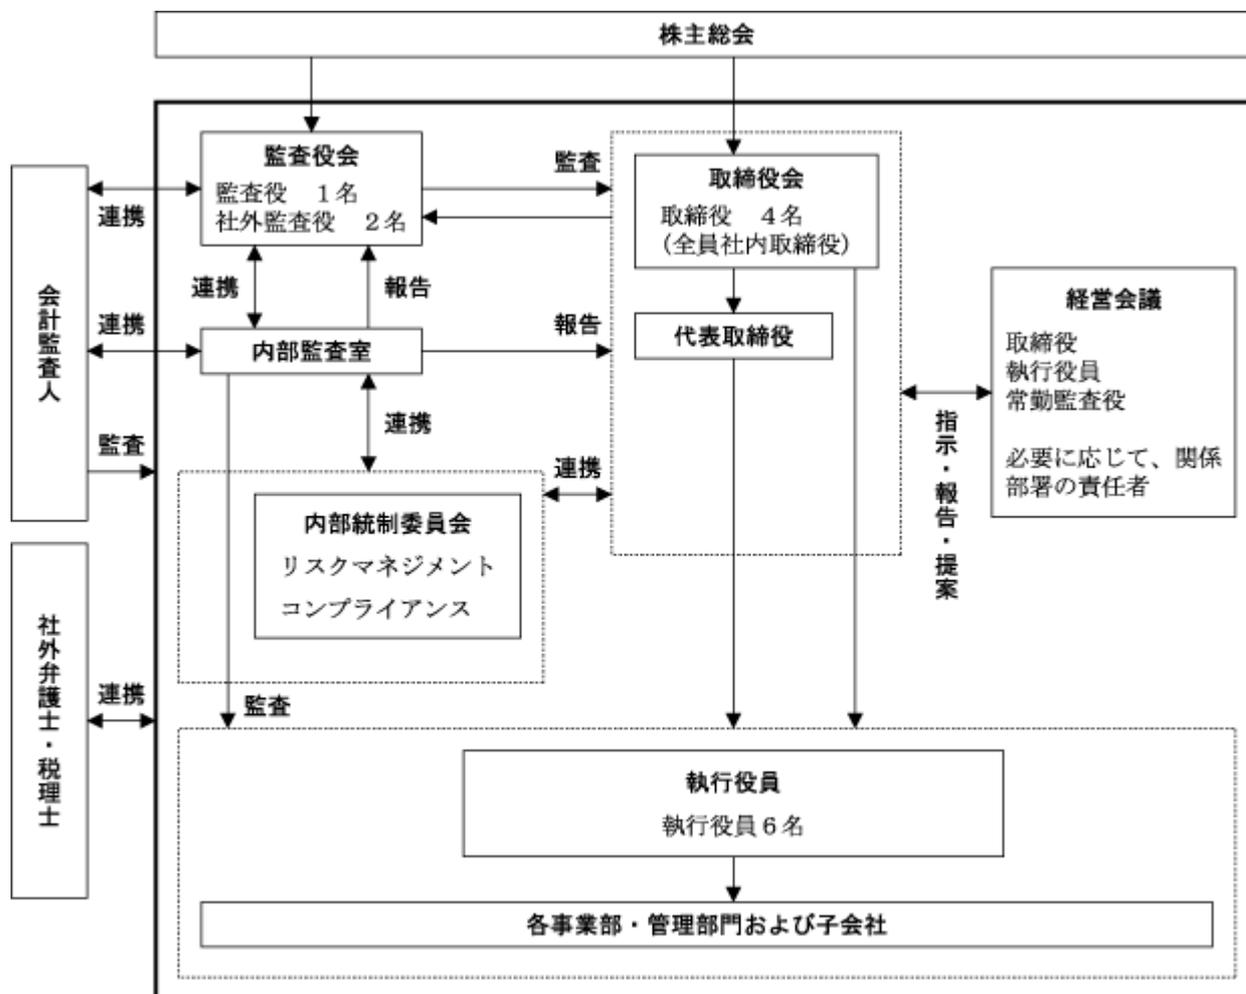 株主総会
監査役会
監査役　１名
社外監査役　２名
監査
取締役会
取締役　４名
(全員社内取締役)
連携
連携
報告
会計監査人
連携
内部監査室
報告
代表取締役
経営会議
取締役
執行役員
常勤監査役
必要に応じて、関係
部署の責任者
監査
連携
連携
指示・報告・提案
内部統制委員会
リスクマネジメント
コンプライアンス
社外弁護士・税理士
連携
監査
執行役員
執行役員６名
各事業部・管理部門および子会社